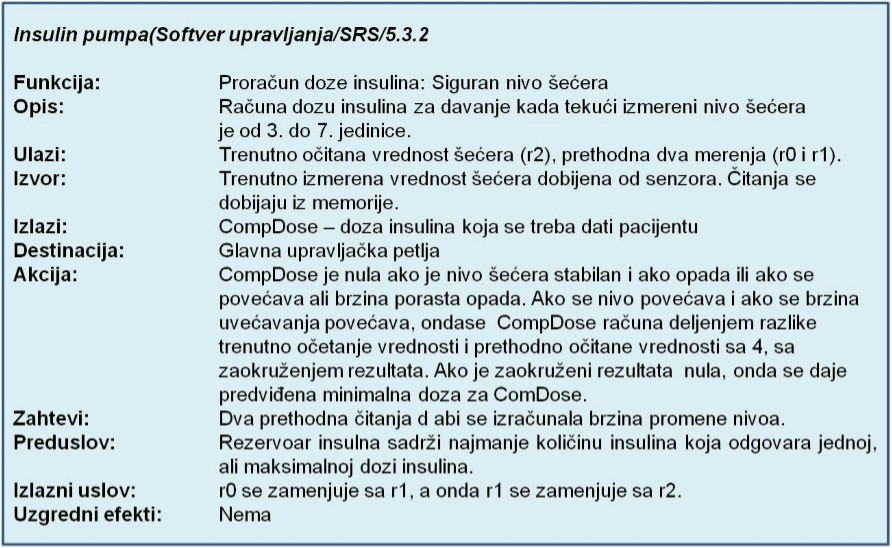 Insulin pumpa(Softver upravljanja/SRS/5.3.2
Funkcija: Proračun doze insulina: Siguran nivo šećera
Opis: Računa dozu insulina za davanje kada tekući izmereni nivo šećera
je od 3. do 7. jedinice.
Ulazi: Trenutno očitana vrednost šećera (r2), prethodna dva merenja (r0 i r1).
Izvor: Trenutno izmerena vrednost šećera dobijena od senzora. Čitanja se
dobijaju iz memorije.
Izlazi: CompDose – doza insulina koja se treba dati pacijentu
Destinacija: Glavna upravljačka petlja
Akcija: CompDose je nula ako je nivo šećera stabilan i ako opada ili ako se
povećava ali brzina porasta opada. Ako se nivo povećava i ako se brzina
uvećavanja povećava, ondase CompDose računa deljenjem razlike
trenutno očetanje vrednosti i prethodno očitane vrednosti sa 4, sa
zaokruženjem rezultata. Ako je zaokruženi rezultata nula, onda se daje
predviđena minimalna doza za ComDose.
Zahtevi: Dva prethodna čitanja d abi se izračunala brzina promene nivoa.
Preduslov: Rezervoar insulna sadrži najmanje količinu insulina koja odgovara jednoj,
ali maksimalnoj dozi insulina.
Izlazni uslov: r0 se zamenjuje sa r1, a onda r1 se zamenjuje sa r2.
Uzgredni efekti: Nema